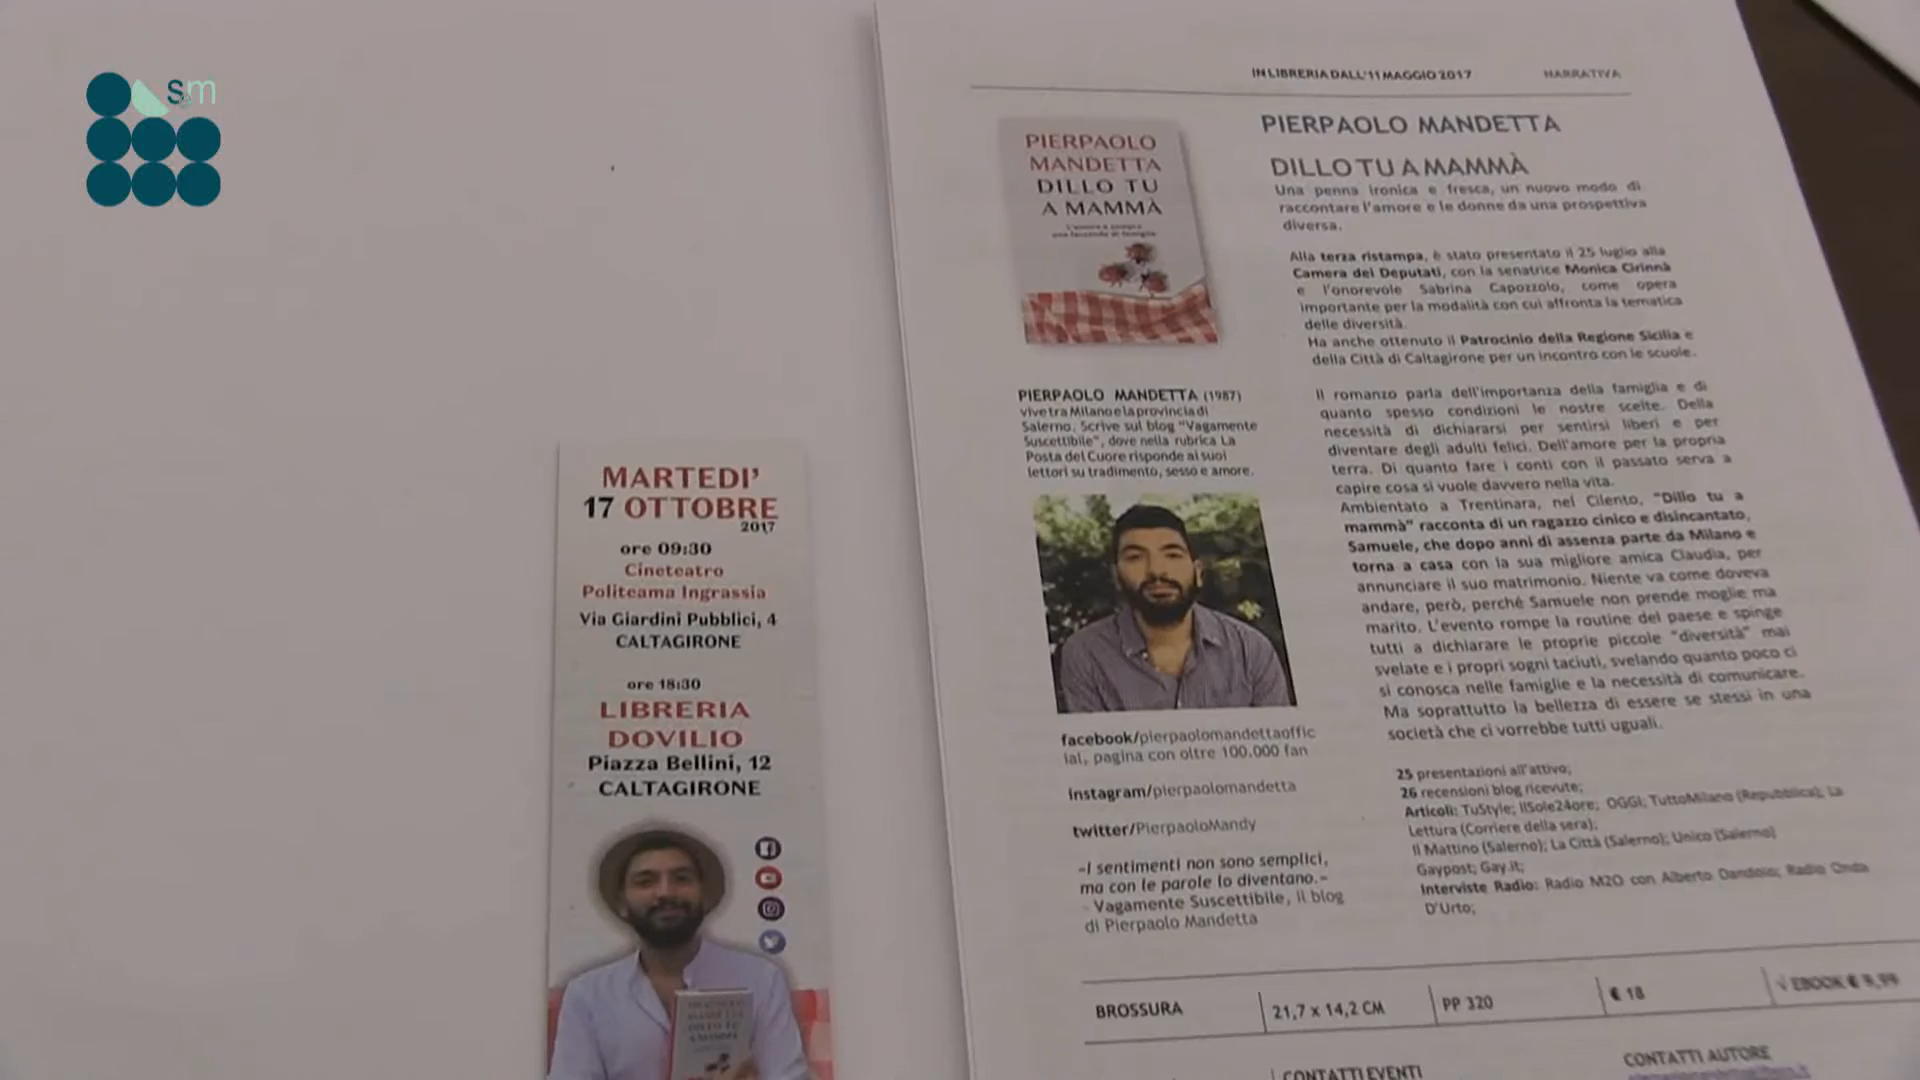 sm
IN LIBRERIA DALL'11 MAGGIO 2017
NARRATIVA
PIERPAOLO
MANDETTA
DILLO TU
A MAMMÀ
PIERPAOLO MANDETTA
DILLO TU A MAMMÀ
Una penna ironica e fresca, un nuovo modo di
raccontare l'amore e le donne da una prospettiva
diversa.
Alla terza ristampa, è stato presentato il 25 luglio alla
Camera dei Deputati, con la senatrice Monica Cirinnà
e l'onorevole Sabrina Capozzolo, come opera
importante per la modalità con cui affronta la tematica
delle diversità.
Ha anche ottenuto il Patrocinio della Regione Sicilia e
della Città di Caltagirone per un incontro con le scuole.
Il romanzo parla dell'importanza della famiglia e di
quanto spesso condizioni le nostre scelte. Della
necessità di dichiararsi per sentirsi liberi e per
diventare degli adulti felici. Dell'amore per la propria
terra. Di quanto fare i conti con il passato serva a
capire cosa si vuole davvero nella vita.
Ambientato a Trentinara, nel Cilento, "Dillo tu a
mammà" racconta di un ragazzo cinico e disincantato,
Samuele, che dopo anni di assenza parte da Milano e
torna a casa con la sua migliore amica Claudia, per
annunciare il suo matrimonio. Niente va come doveva
andare, però, perché Samuele non prende moglie ma
marito. L'evento rompe la routine del paese e spinge
tutti a dichiarare le proprie piccole "diversità" mai
svelate e i propri sogni taciuti, svelando quanto poco ci
si conosca nelle famiglie e la necessità di comunicare.
Ma soprattutto la bellezza di essere se stessi in una
società che ci vorrebbe tutti uguali.
25 presentazioni all'attivo;
26 recensioni blog ricevute;
Articoli: TuStyle; IlSole24ore; OGGI; TuttoMilano (Repubblica); La
Lettura (Corriere della sera);
Il Mattino (Salerno); La Città (Salerno); Unico (Salerno)
Gaypost; Gay.it;
Interviste Radio: Radio M2O con Alberto Dandolo; Radio Onda
D'Urto;
PIERPAOLO MANDETTA (1987)
vive tra Milano e la provincia di
Salerno. Scrive sul blog "Vagamente
Suscettibile", dove nella rubrica La
Posta del Cuore risponde ai suoi
lettori su tradimento, sesso e amore.
facebook/pierpaolomandettaoffic
ial, pagina con oltre 100.000 fan
instagram/pierpaolomandetta
twitter/PierpaoloMandy
«I sentimenti non sono semplici,
ma con le parole lo diventano.»
- Vagamente Suscettibile, il blog
di Pierpaolo Mandetta
BROSSURA
21,7 x 14,2 CM
PP 320
€ 18
√ EBOOK € 9,99
CONTATTI EVENTI
CONTATTI AUTORE
MARTEDI'
17 OTTOBRE
2017
ore 09:30
Cineteatro
Politeama Ingrassia
Via Giardini Pubblici, 4
CALTAGIRONE
ore 18:30
LIBRERIA
DOVILIO
Piazza Bellini, 12
CALTAGIRONE
DILLO TU
A MAMMÀ